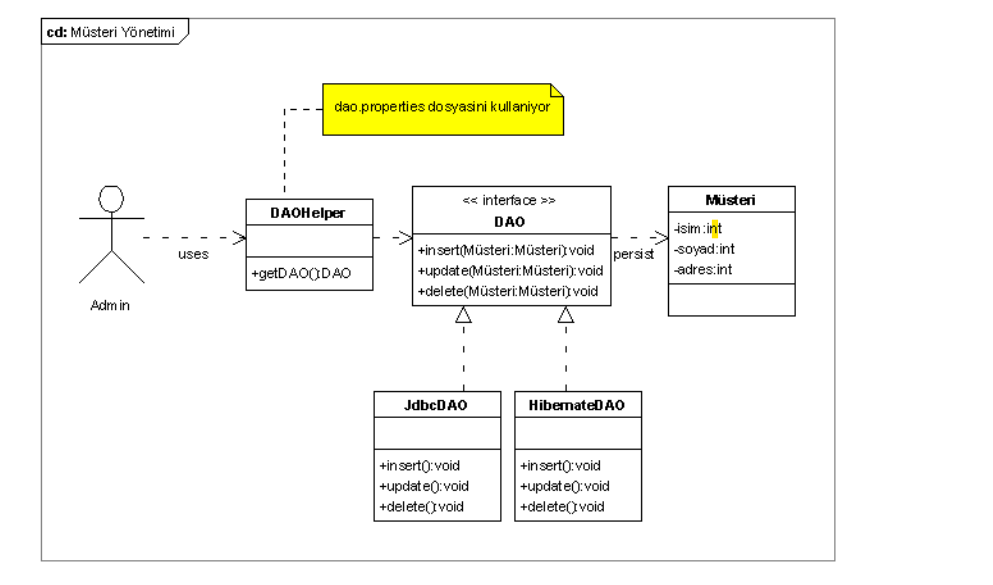 cd: Müsteri Yönetimi
dao.properties dosyasini kullaniyor
uses
Admin
DAOHelper
+getDAO():DAO
<< interface >>
DAO
+insert(Müsteri:Müsteri):void
+update(Müsteri:Müsteri):void
+delete(Müsteri:Müsteri):void
persist
Müsteri
-isim:int
-soyad:int
-adres:int
JdbcDAO
+insert():void
+update():void
+delete():void
HibernateDAO
+insert():void
+update():void
+delete():void